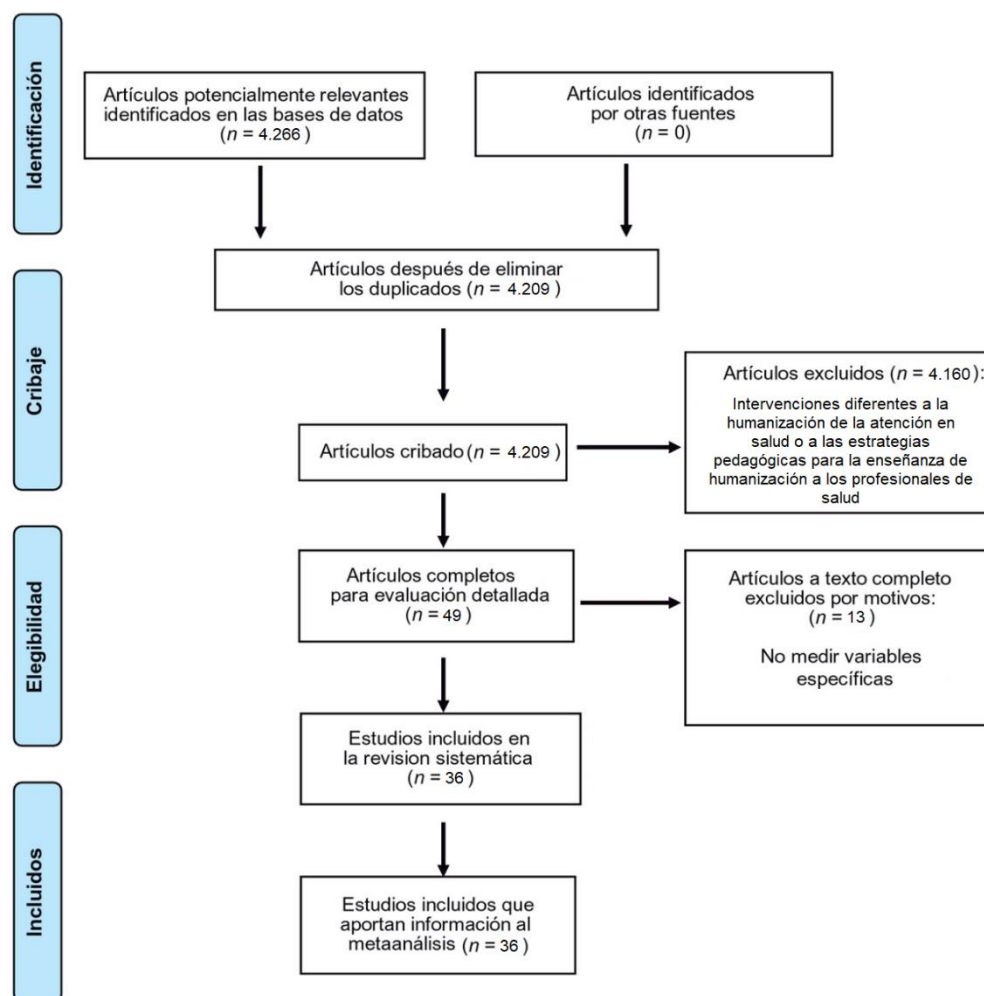 Identificación
Artículos potencialmente relevantes
identificados en las bases de datos
(n = 4.266 )
Artículos identificados
por otras fuentes
(n = 0)
Cribaje
Artículos después de eliminar
los duplicados (n = 4.209)
Artículos cribado (n = 4.209)
Artículos excluidos (n = 4.160):
Intervenciones diferentes a la
humanización de la atención en
salud o a las estrategias
pedagógicas para la enseñanza de
humanización a los profesionales de
salud
Elegibilidad
Artículos completos
para evaluación detallada
(n = 49)
Artículos a texto completo
excluidos por motivos:
(n = 13)
No medir variables
específicas
Estudios incluidos en
la revision sistemática
(n = 36 )
Incluidos
Estudios incluidos que
aportan información al
metaanálisis (n = 36)